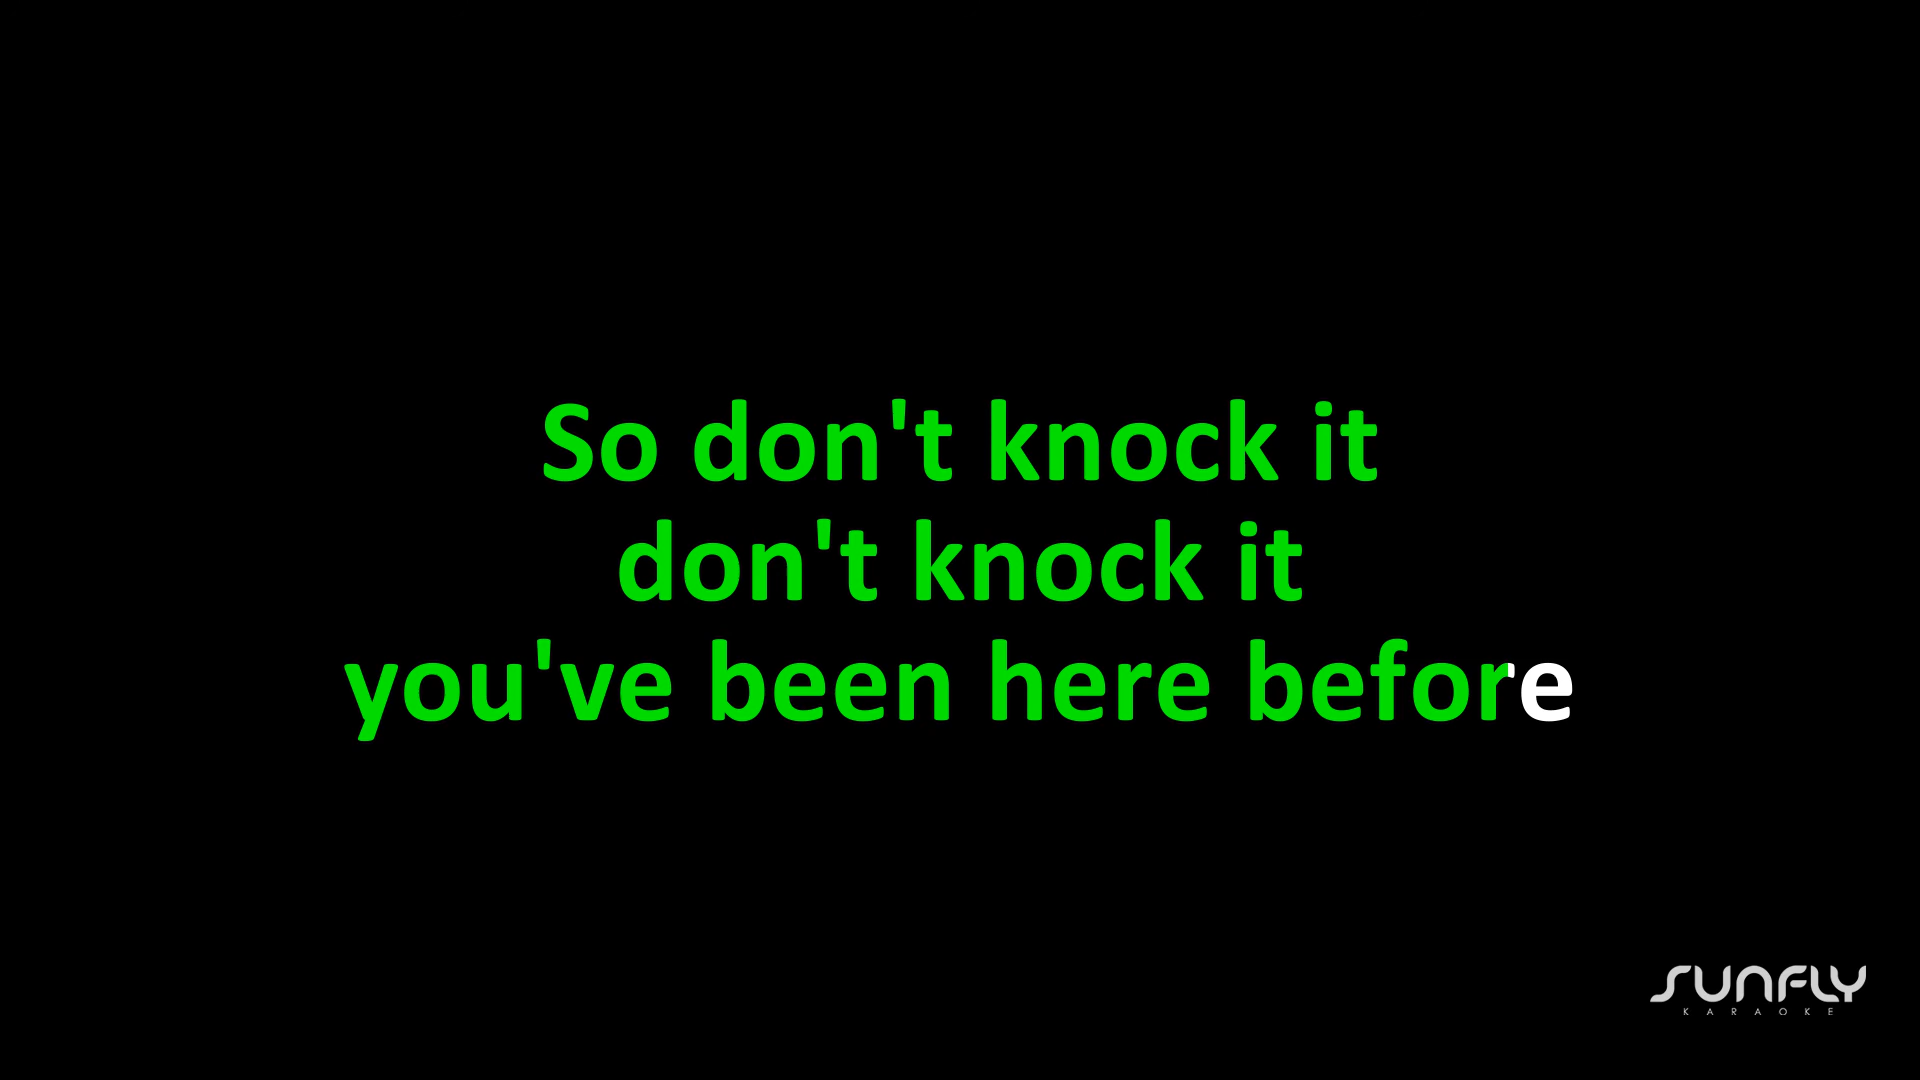 So don't knock it
don't knock it
you've been here before
SUNFLY
KARAOKE